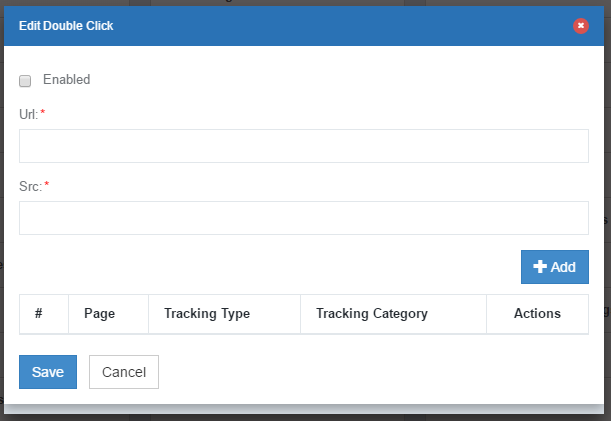 Edit Double Click
Enabled
Url:*
Src:*
Add
# Page Tracking Type Tracking Category Actions
Save Cancel